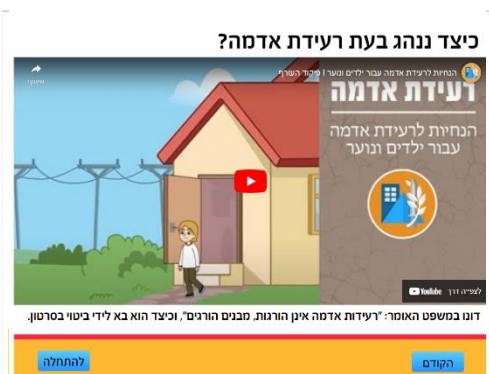 כיצד ננהג בעת רעידת אדמה?
הנחיות לרעידת אדמה עבור ילדים ונוער | פיקוד העורף
שיתוף
רעידת אדמה
הנחיות לרעידת אדמה
עבור ילדים ונוער
לצפייה דרך YouTube
דונו במשפט האומר: "רעידות אדמה אינן הורגות, מבנים הורגים", וכיצד הוא בא לידי ביטוי בסרטון.
הקודם
להתחלה